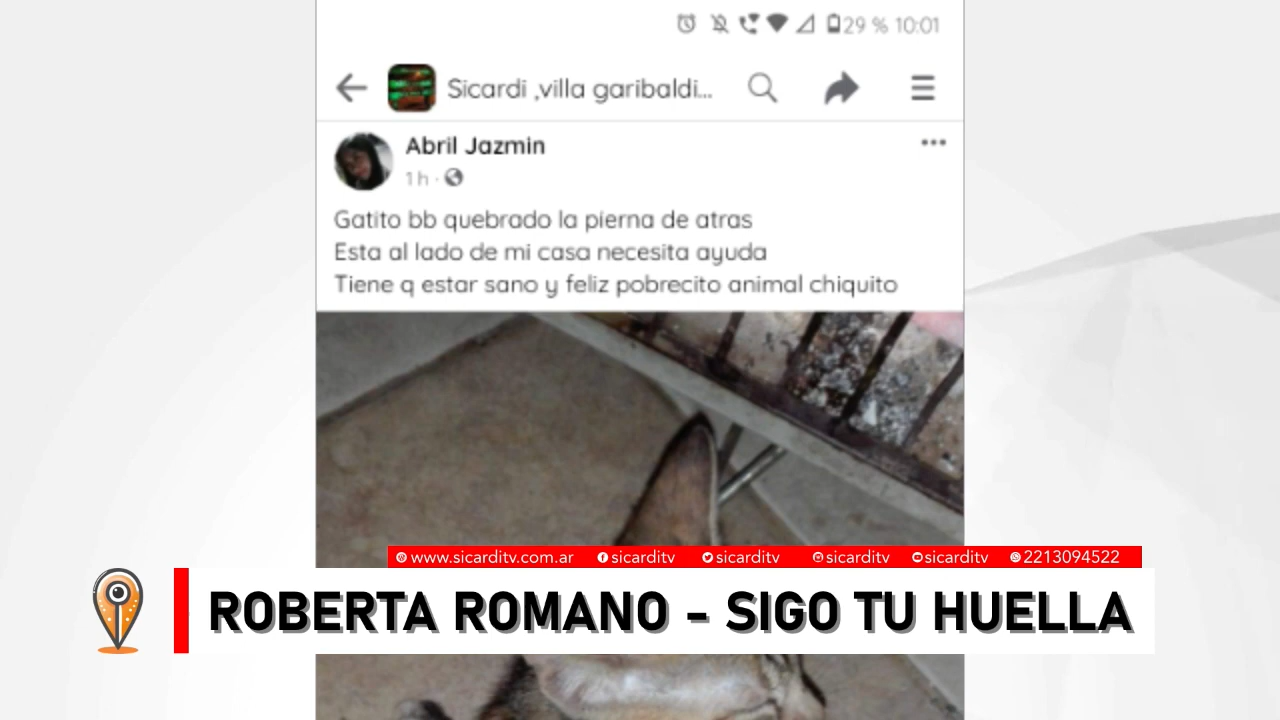 29 % 10:01
Sicardi ,villa garibaldi...
Abril Jazmin
1 h ·
Gatito bb quebrado la pierna de atras
Esta al lado de mi casa necesita ayuda
Tiene q estar sano y feliz pobrecito animal chiquito
www.sicarditv.com.ar sicarditv sicarditv sicarditv sicarditv 2213094522
ROBERTA ROMANO - SIGO TU HUELLA